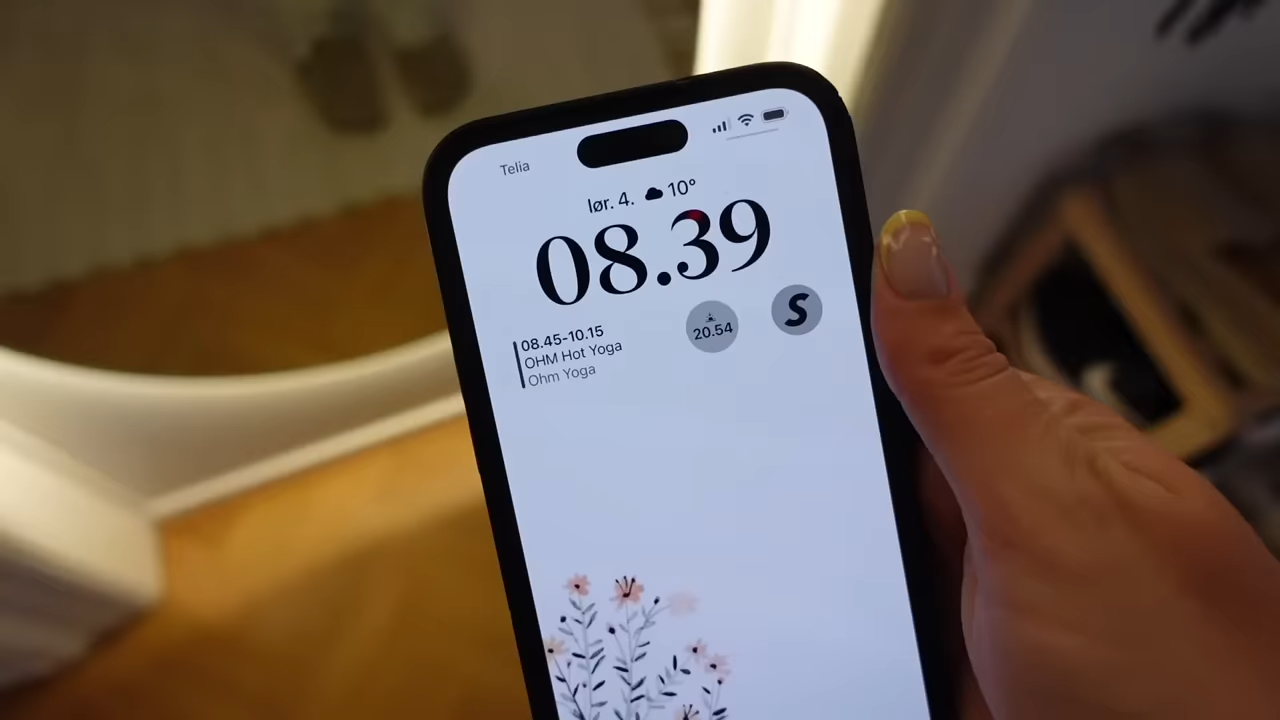 Telia
lør. 4. 10°
08.39
08.45-10.15
OHM Hot Yoga
Ohm Yoga
20.54
S